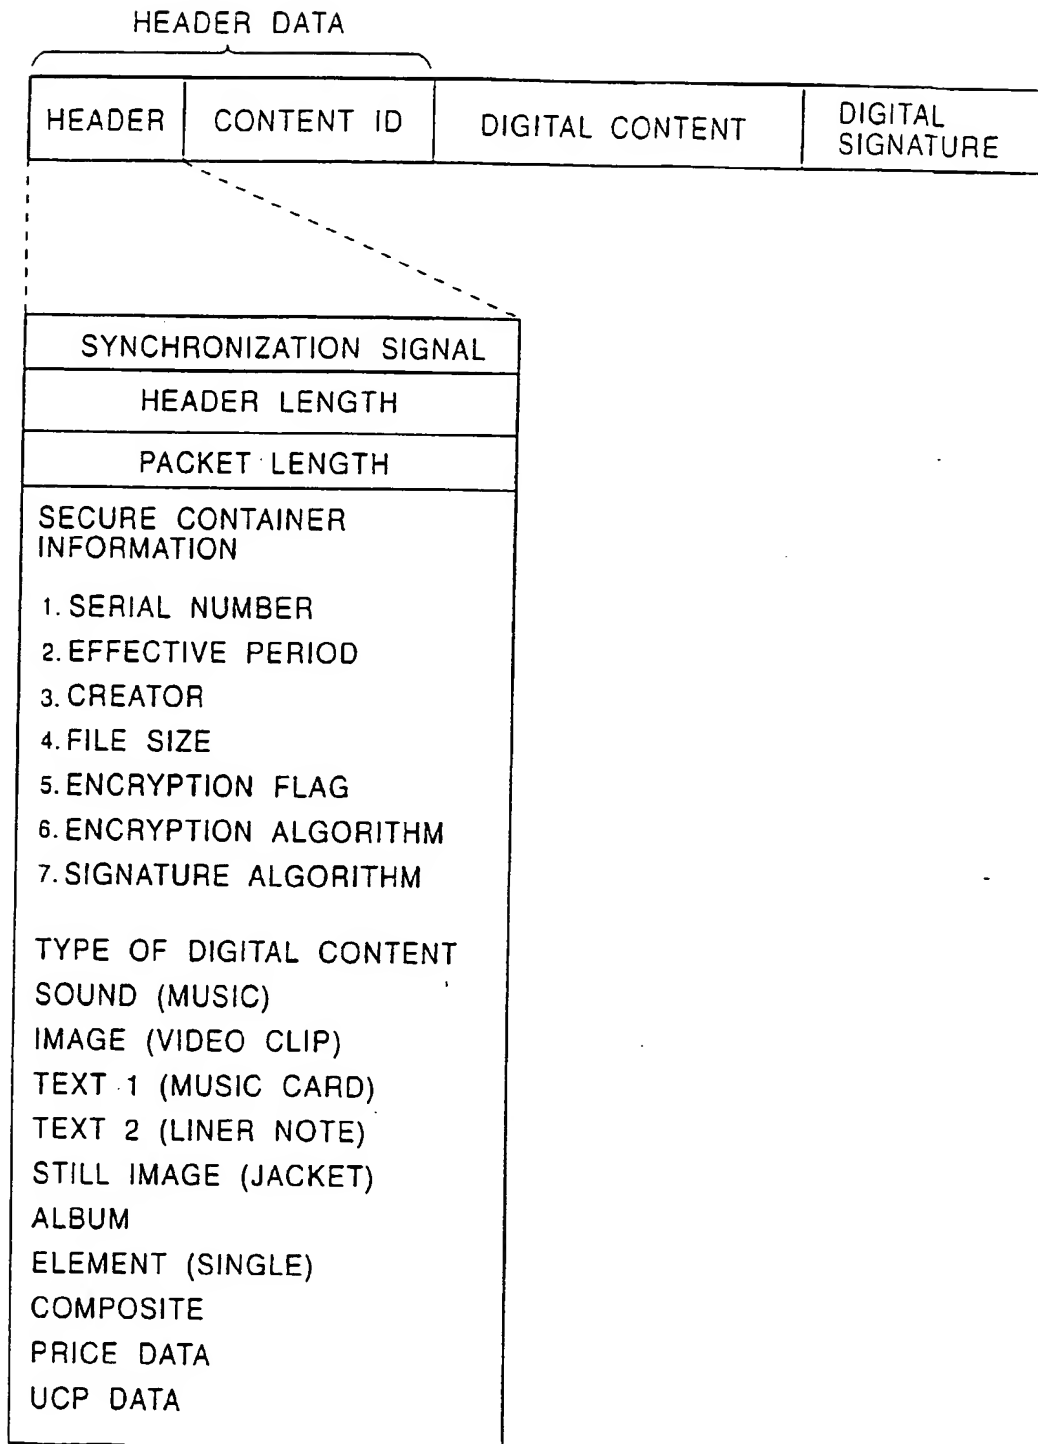 HEADER DATA
HEADER
CONTENT ID
DIGITAL CONTENT
DIGITAL
SIGNATURE
SYNCHRONIZATION SIGNAL
HEADER LENGTH
PACKET LENGTH
SECURE CONTAINER
INFORMATION
1. SERIAL NUMBER
2. EFFECTIVE PERIOD
3. CREATOR
4. FILE SIZE
5. ENCRYPTION FLAG
6. ENCRYPTION ALGORITHM
7. SIGNATURE ALGORITHM
TYPE OF DIGITAL CONTENT
SOUND (MUSIC)
IMAGE (VIDEO CLIP)
TEXT 1 (MUSIC CARD)
TEXT 2 (LINER NOTE)
STILL IMAGE (JACKET)
ALBUM
ELEMENT (SINGLE)
COMPOSITE
PRICE DATA
UCP DATA